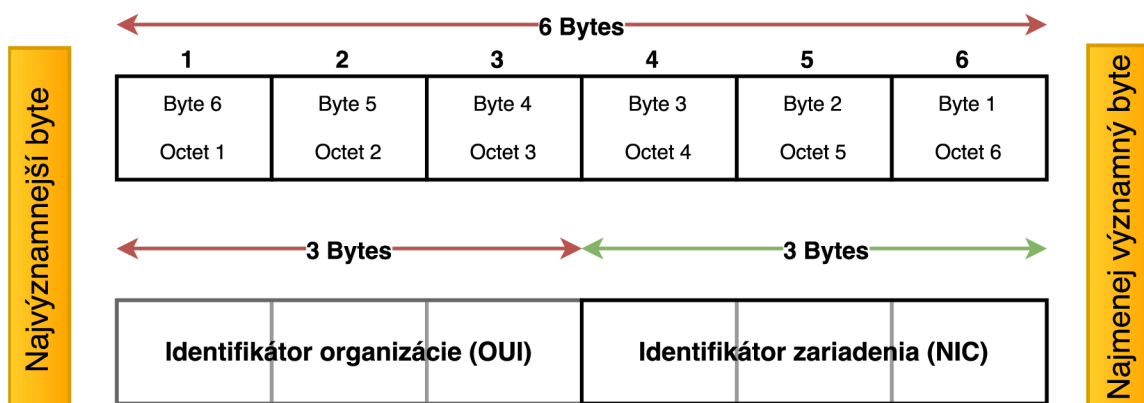 6 Bytes
1 2 3 4 5 6
Byte 6 Byte 5 Byte 4 Byte 3 Byte 2 Byte 1
Octet 1 Octet 2 Octet 3 Octet 4 Octet 5 Octet 6
3 Bytes 3 Bytes
Identifikátor organizácie (OUI) Identifikátor zariadenia (NIC)
Najvýznamnejší byte
Najmenej významný byte